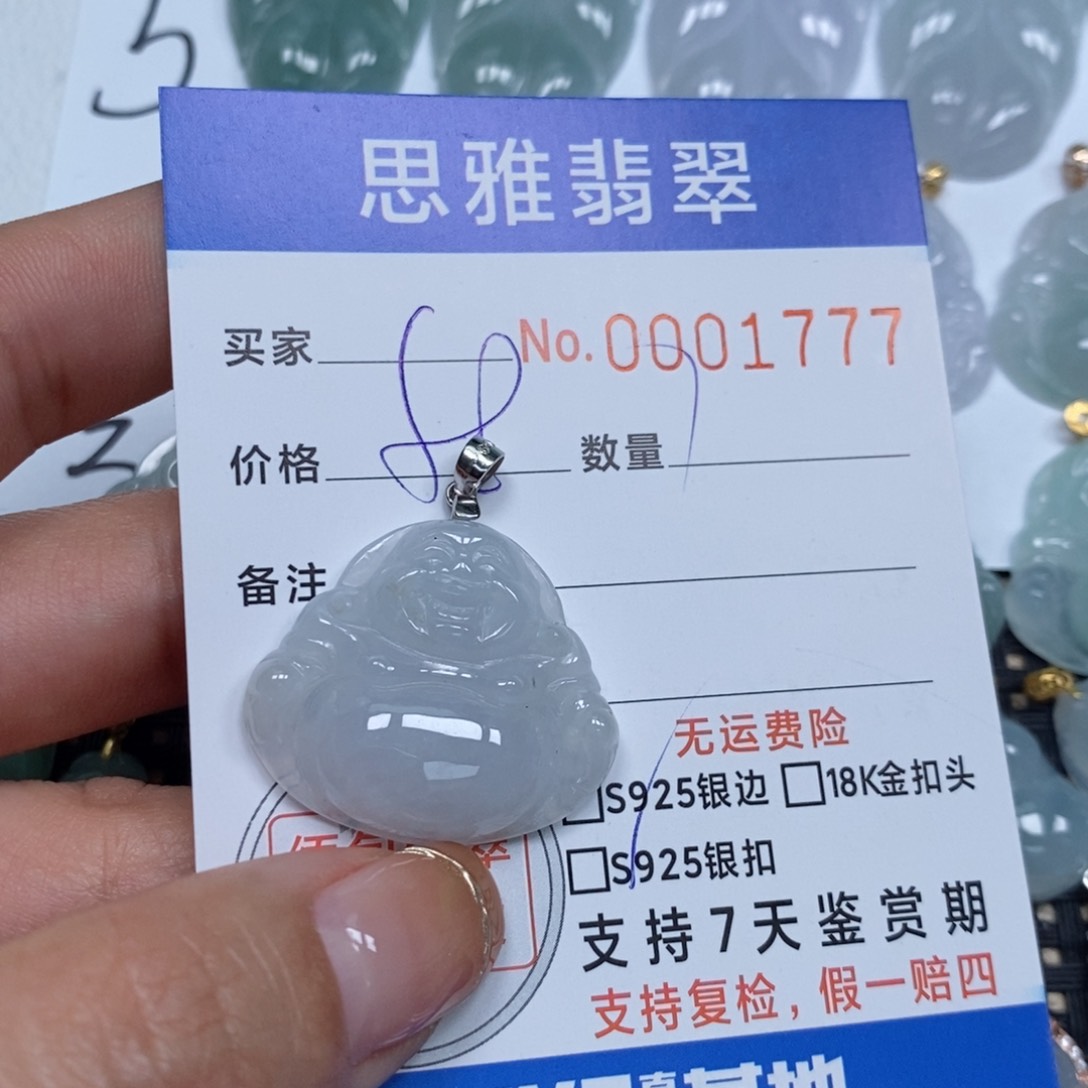 5
思雅翡翠
买家 No.0001777
价格 数量
2
备注
无运费险
S925银边 18K金扣头
S925银扣
支持7天鉴赏期
支持复检，假一赔四